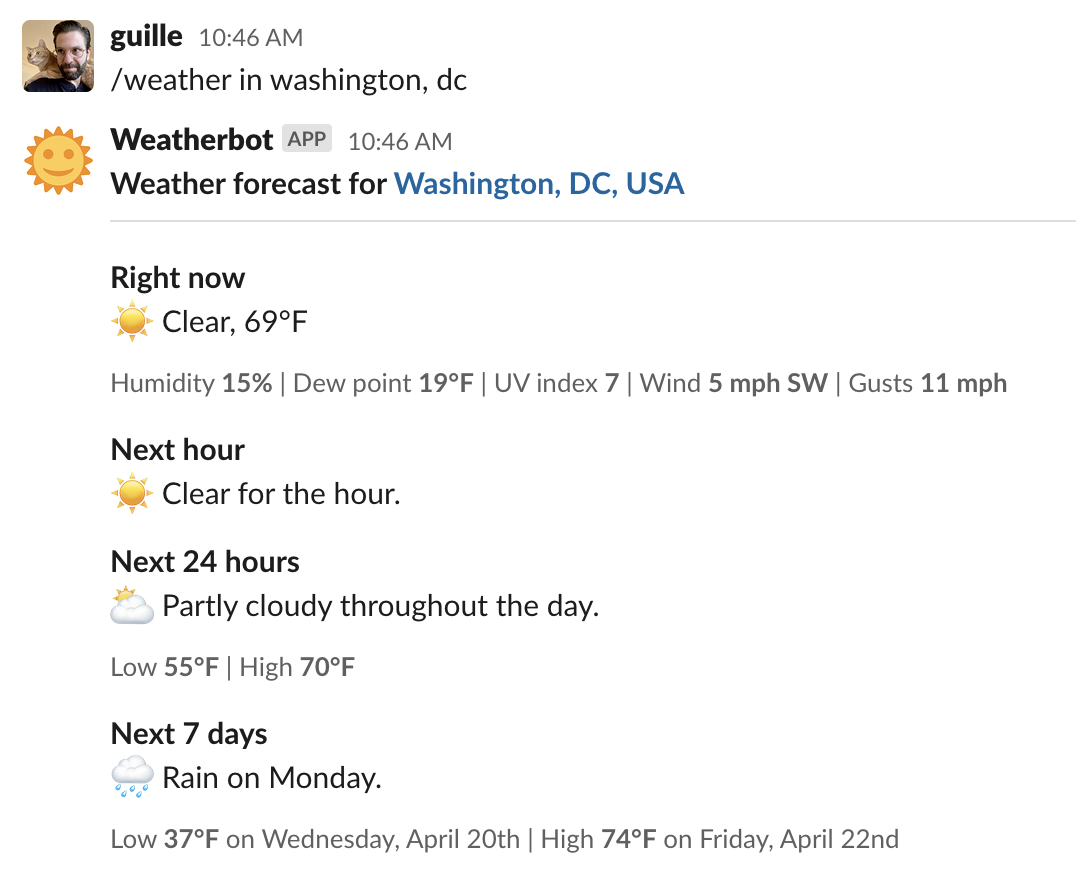 guille 10:46 AM
/weather in washington, dc
Weatherbot APP 10:46 AM
Weather forecast for Washington, DC, USA
Right now
Clear, 69°F
Humidity 15% | Dew point 19°F | UV index 7 | Wind 5 mph SW | Gusts 11 mph
Next hour
Clear for the hour.
Next 24 hours
Partly cloudy throughout the day.
Low 55°F | High 70°F
Next 7 days
Rain on Monday.
Low 37°F on Wednesday, April 20th | High 74°F on Friday, April 22nd